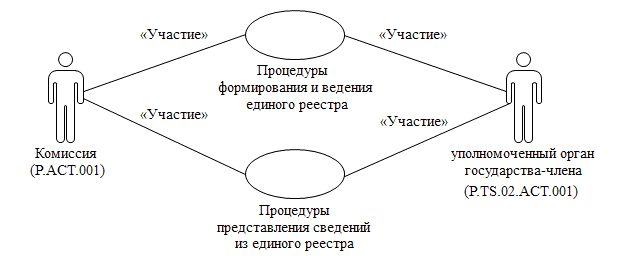 «Участие»
«Участие»
Процедуры
формирования и ведения
единого реестра
«Участие»
«Участие»
Комиссия
(P.ACT.001)
уполномоченный орган
государства-члена
(P.TS.02.ACT.001)
Процедуры
представления сведений
из единого реестра